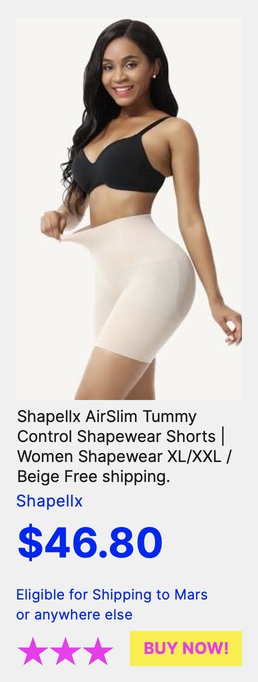 Shapellx AirSlim Tummy
Control Shapewear Shorts |
Women Shapewear XL/XXL /
Beige Free shipping.
Shapellx
$46.80
Eligible for Shipping to Mars
or anywhere else
BUY NOW!